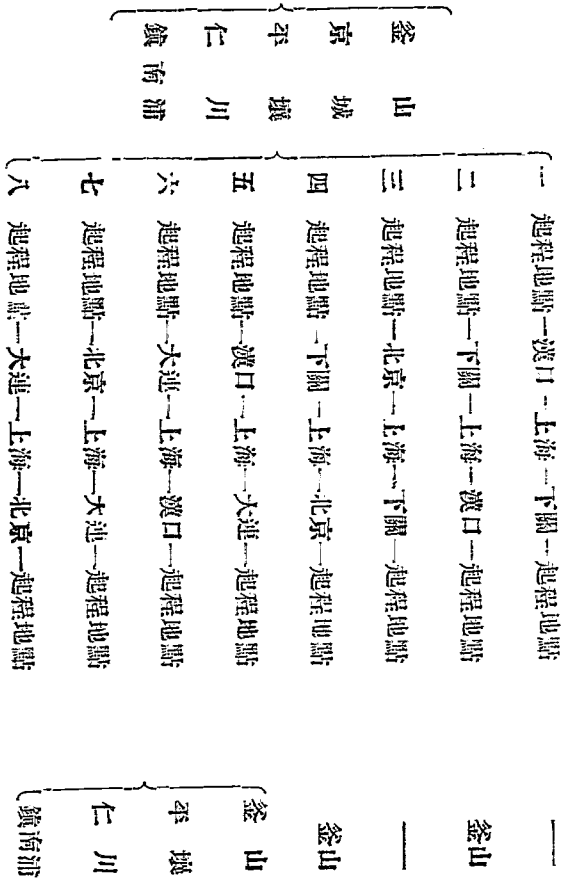 釜山
京城
平壤
仁川
鎭南浦
一 起程地點—漢口—上海—下關—起程地點
二 起程地點—下關—上海—漢口—起程地點
三 起程地點—北京—上海—下關—起程地點
四 起程地點—下關—上海—北京—起程地點
五 起程地點—漢口—上海—大連—起程地點
六 起程地點—大連—上海—漢口—起程地點
七 起程地點—北京—上海—大連—起程地點
八 起程地點—大連—上海—北京—起程地點
—
釜山
—
釜山
釜山
平壤
仁川
鎭南浦